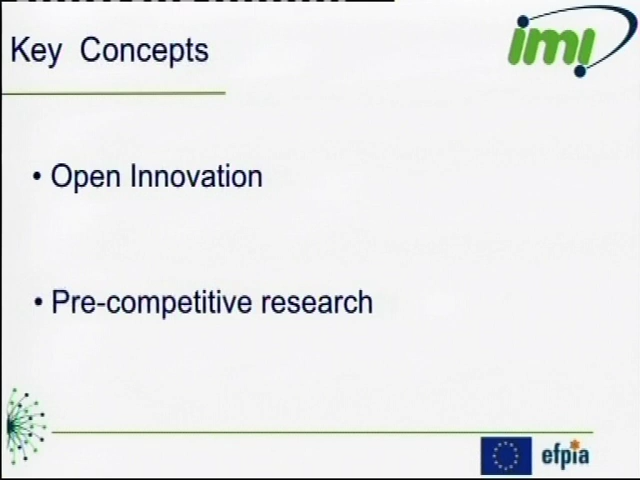 Key Concepts
imi
• Open Innovation
• Pre-competitive research
efpia